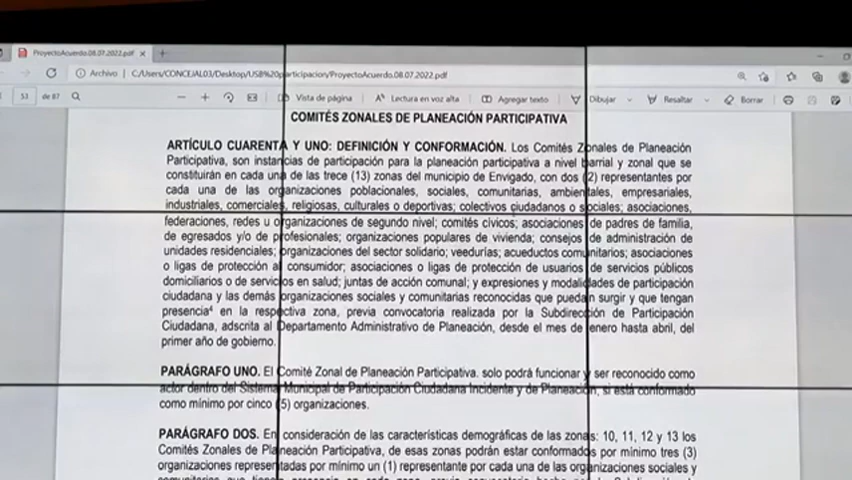 ProyectoAcuerdo.08.07.2022.pdf
Archivo | C:/Users/CONCEJAL03/Desktop/USB%20participacion/ProyectoAcuerdo.08.07.2022.pdf
53 de 87 Vista de página Lectura en voz alta Agregar texto Dibujar Resaltar Borrar
COMITÉS ZONALES DE PLANEACIÓN PARTICIPATIVA
ARTÍCULO CUARENTA Y UNO: DEFINICIÓN Y CONFORMACIÓN. Los Comités Zonales de Planeación
Participativa, son instancias de participación para la planeación participativa a nivel barrial y zonal que se
constituirán en cada una de las trece (13) zonas del municipio de Envigado, con dos (2) representantes por
cada una de las organizaciones poblacionales, sociales, comunitarias, ambientales, empresariales,
industriales, comerciales, religiosas, culturales o deportivas; colectivos ciudadanos o sociales; asociaciones,
federaciones, redes u organizaciones de segundo nivel; comités cívicos; asociaciones de padres de familia,
de egresados y/o de profesionales; organizaciones populares de vivienda; consejos de administración de
unidades residenciales; organizaciones del sector solidario; veedurías; acueductos comunitarios; asociaciones
o ligas de protección al consumidor; asociaciones o ligas de protección de usuarios de servicios públicos
domiciliarios o de servicios en salud; juntas de acción comunal; y expresiones y modalidades de participación
ciudadana y las demás organizaciones sociales y comunitarias reconocidas que puedan surgir y que tengan
presencia⁴ en la respectiva zona, previa convocatoria realizada por la Subdirección de Participación
Ciudadana, adscrita al Departamento Administrativo de Planeación, desde el mes de enero hasta abril, del
primer año de gobierno.
PARÁGRAFO UNO. El Comité Zonal de Planeación Participativa. solo podrá funcionar y ser reconocido como
actor dentro del Sistema Municipal de Participación Ciudadana Incidente y de Planeación, si está conformado
como mínimo por cinco (5) organizaciones.
PARÁGRAFO DOS. En consideración de las características demográficas de las zonas: 10, 11, 12 y 13 los
Comités Zonales de Planeación Participativa, de esas zonas podrán estar conformados por mínimo tres (3)
organizaciones representadas por mínimo un (1) representante por cada una de las organizaciones sociales y